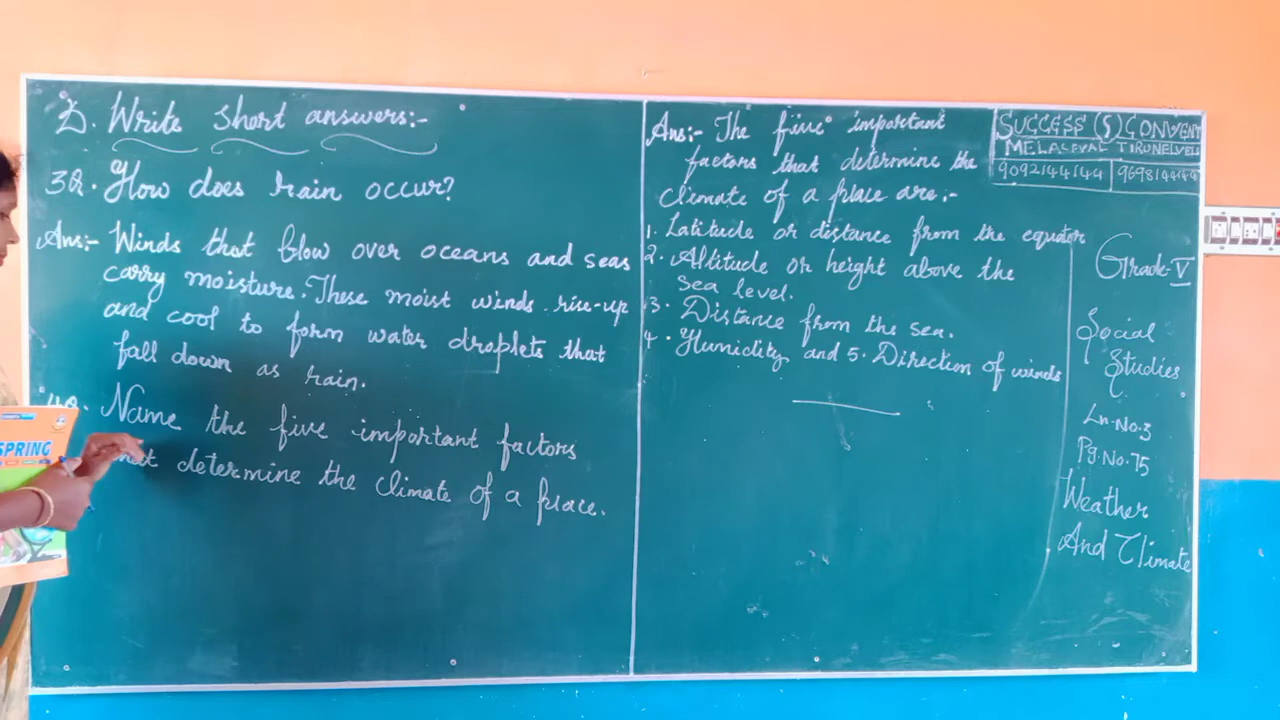 D. Write short answers:-
3Q. How does rain occur?
Ans:- Winds that blow over oceans and seas
carry moisture. These moist winds rise-up
and cool to form water droplets that
fall down as rain.
4Q. Name the five important factors
that determine the climate of a place.
Ans:- The five important
factors that determine the
climate of a place are:-
1. Latitude or distance from the equator
2. Altitude or height above the
sea level.
3. Distance from the sea.
4. Humidity and 5. Direction of winds
SUCCESS (S) CONVENT
TIRUNELVELI
9092144144
Grade-V
Social
Studies
Ln.No.3
Pg.No.75
Weather
And Climate
SPRING